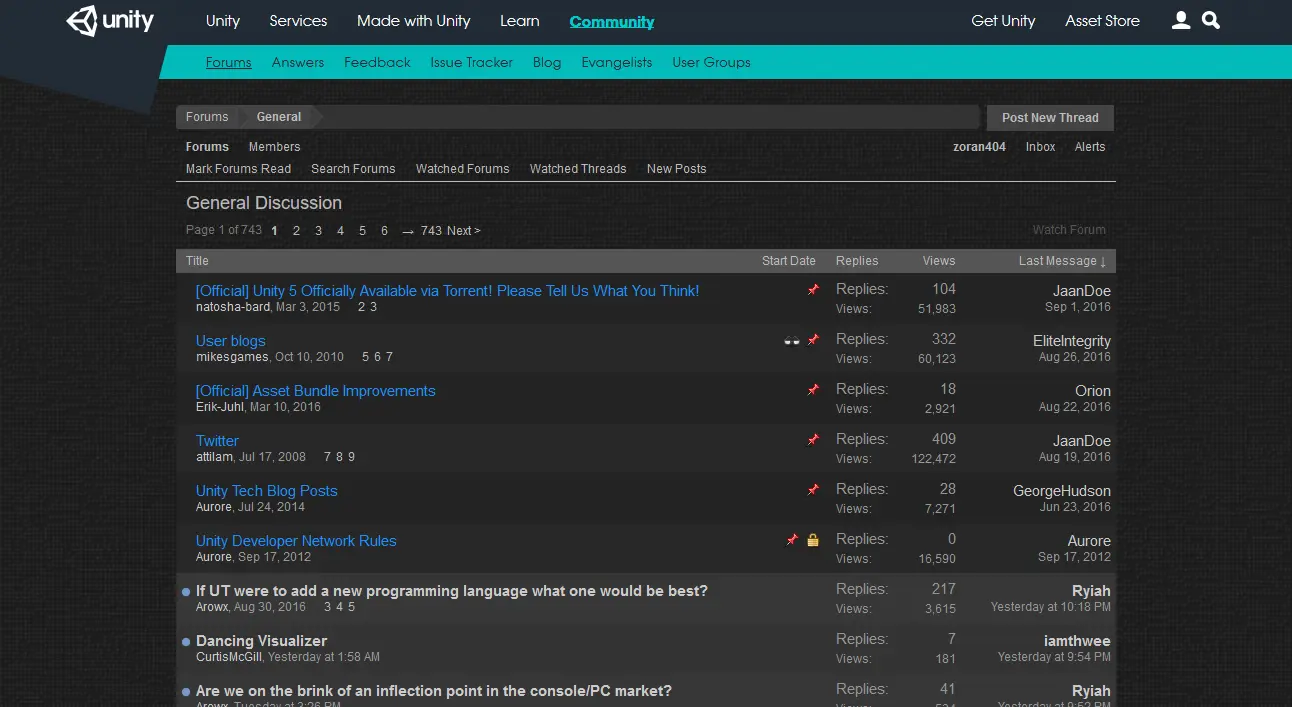 unity Unity Services Made with Unity Learn Community Get Unity Asset Store
Forums Answers Feedback Issue Tracker Blog Evangelists User Groups
Forums General Post New Thread
Forums Members zoran404 Inbox Alerts
Mark Forums Read Search Forums Watched Forums Watched Threads New Posts
General Discussion
Page 1 of 743 1 2 3 4 5 6 → 743 Next > Watch Forum
Title Start Date Replies Views Last Message ↓
[Official] Unity 5 Officially Available via Torrent! Please Tell Us What You Think! Replies: 104 JaanDoe
natosha-bard, Mar 3, 2015 2 3 Views: 51,983 Sep 1, 2016
User blogs Replies: 332 EliteIntegrity
mikesgames, Oct 10, 2010 5 6 7 Views: 60,123 Aug 26, 2016
[Official] Asset Bundle Improvements Replies: 18 Orion
Erik-Juhl, Mar 10, 2016 Views: 2,921 Aug 22, 2016
Twitter Replies: 409 JaanDoe
attilam, Jul 17, 2008 7 8 9 Views: 122,472 Aug 19, 2016
Unity Tech Blog Posts Replies: 28 GeorgeHudson
Aurore, Jul 24, 2014 Views: 7,271 Jun 23, 2016
Unity Developer Network Rules Replies: 0 Aurore
Aurore, Sep 17, 2012 Views: 16,590 Sep 17, 2012
If UT were to add a new programming language what one would be best? Replies: 217 Ryiah
Arowx, Aug 30, 2016 3 4 5 Views: 3,615 Yesterday at 10:18 PM
Dancing Visualizer Replies: 7 iamthwee
CurtisMcGill, Yesterday at 1:58 AM Views: 181 Yesterday at 9:54 PM
Are we on the brink of an inflection point in the console/PC market? Replies: 41 Ryiah
Arowx, Tuesday at 3:26 PM Views: Yesterday at 9:52 PM